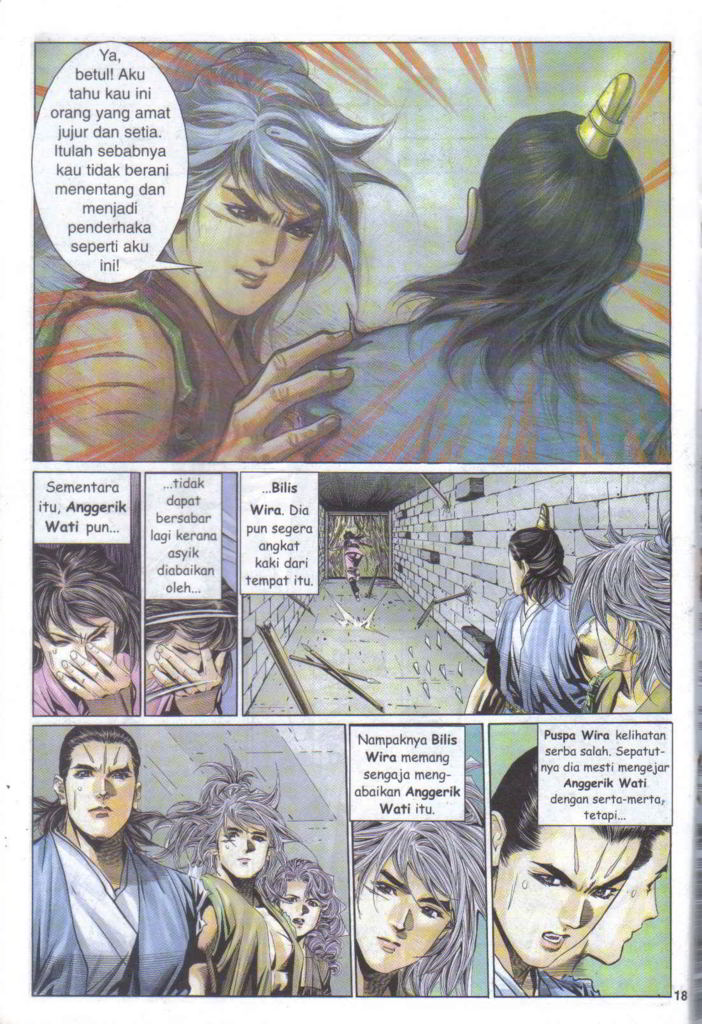 Ya,
betul! Aku
tahu kau ini
orang yang amat
jujur dan setia.
Itulah sebabnya
kau tidak berani
menentang dan
menjadi
penderhaka
seperti aku
ini!
Sementara
itu, Anggerik
Wati pun...
...tidak
dapat
bersabar
lagi kerana
asyik
diabaikan
oleh...
...Bilis
Wira. Dia
pun segera
angkat
kaki dari
tempat itu.
Nampaknya Bilis
Wira memang
sengaja meng-
abaikan Anggerik
Wati itu.
Puspa Wira kelihatan
serba salah. Sepatut-
nya dia mesti mengejar
Anggerik Wati
dengan serta-merta,
tetapi...
18